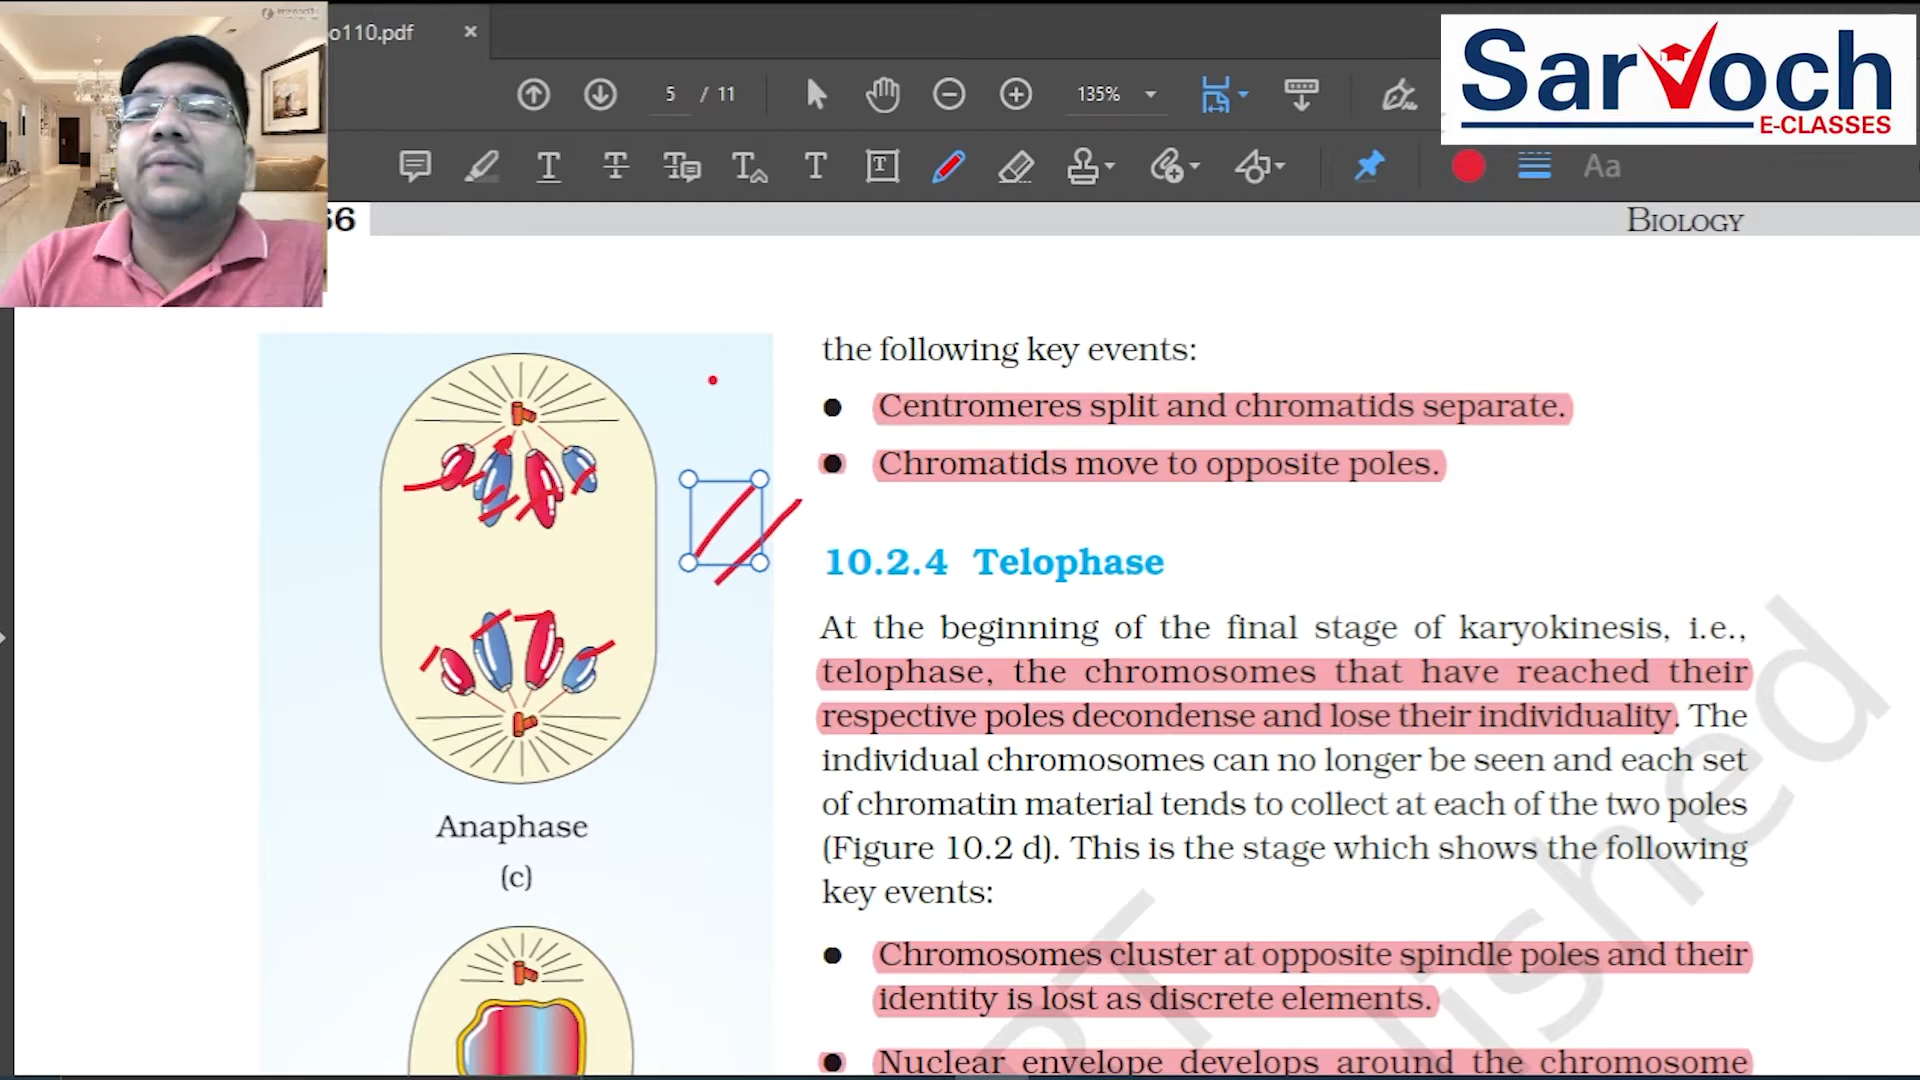 o110.pdf ×
5 / 11
135%
Sarvoch
E-CLASSES
T T T T T T Aa
66
BIOLOGY
the following key events:
● Centromeres split and chromatids separate.
● Chromatids move to opposite poles.
10.2.4 Telophase
At the beginning of the final stage of karyokinesis, i.e.,
telophase, the chromosomes that have reached their
respective poles decondense and lose their individuality. The
individual chromosomes can no longer be seen and each set
of chromatin material tends to collect at each of the two poles
(Figure 10.2 d). This is the stage which shows the following
key events:
● Chromosomes cluster at opposite spindle poles and their
identity is lost as discrete elements.
● Nuclear envelope develops around the chromosome
Anaphase
(c)